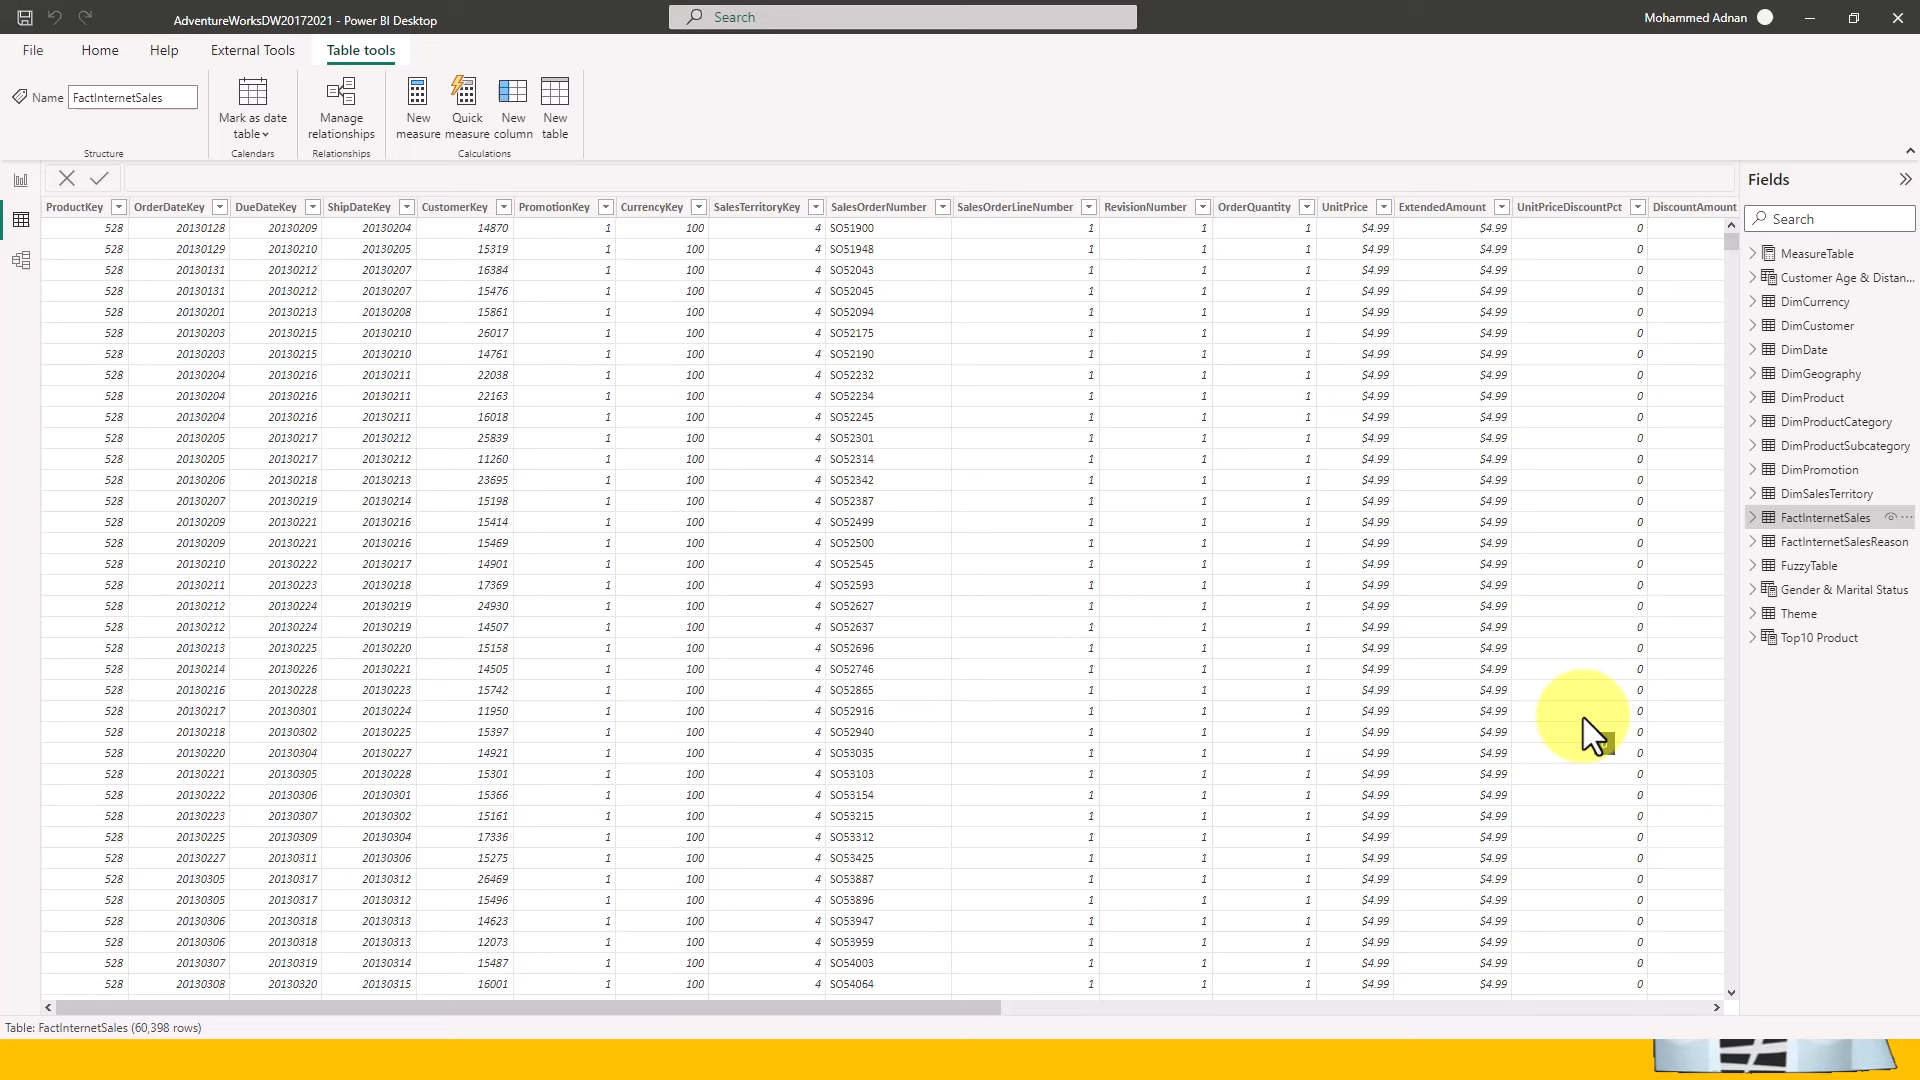 AdventureWorksDW20172021 - Power BI Desktop
Search
Mohammed Adnan
File Home Help External Tools Table tools
Name FactInternetSales
Mark as date table
Manage relationships
New measure
Quick measure
New column
New table
Structure Calendars Relationships Calculations
ProductKey OrderDateKey DueDateKey ShipDateKey CustomerKey PromotionKey CurrencyKey SalesTerritoryKey SalesOrderNumber SalesOrderLineNumber RevisionNumber OrderQuantity UnitPrice ExtendedAmount UnitPriceDiscountPct DiscountAmount
528 20130128 20130209 20130204 14870 1 100 4 SO51900 1 1 1 $4.99 $4.99 0
528 20130129 20130210 20130205 15319 1 100 4 SO51948 1 1 1 $4.99 $4.99 0
528 20130131 20130212 20130207 16384 1 100 4 SO52043 1 1 1 $4.99 $4.99 0
528 20130131 20130212 20130207 15476 1 100 4 SO52045 1 1 1 $4.99 $4.99 0
528 20130201 20130213 20130208 15861 1 100 4 SO52094 1 1 1 $4.99 $4.99 0
528 20130203 20130215 20130210 26017 1 100 4 SO52175 1 1 1 $4.99 $4.99 0
528 20130203 20130215 20130210 14761 1 100 4 SO52190 1 1 1 $4.99 $4.99 0
528 20130204 20130216 20130211 22038 1 100 4 SO52232 1 1 1 $4.99 $4.99 0
528 20130204 20130216 20130211 22163 1 100 4 SO52234 1 1 1 $4.99 $4.99 0
528 20130204 20130216 20130211 16018 1 100 4 SO52245 1 1 1 $4.99 $4.99 0
528 20130205 20130217 20130212 25839 1 100 4 SO52301 1 1 1 $4.99 $4.99 0
528 20130205 20130217 20130212 11260 1 100 4 SO52314 1 1 1 $4.99 $4.99 0
528 20130206 20130218 20130213 23695 1 100 4 SO52342 1 1 1 $4.99 $4.99 0
528 20130207 20130219 20130214 15198 1 100 4 SO52387 1 1 1 $4.99 $4.99 0
528 20130209 20130221 20130216 15414 1 100 4 SO52499 1 1 1 $4.99 $4.99 0
528 20130209 20130221 20130216 15469 1 100 4 SO52500 1 1 1 $4.99 $4.99 0
528 20130210 20130222 20130217 14901 1 100 4 SO52545 1 1 1 $4.99 $4.99 0
528 20130211 20130223 20130218 17369 1 100 4 SO52593 1 1 1 $4.99 $4.99 0
528 20130212 20130224 20130219 24930 1 100 4 SO52627 1 1 1 $4.99 $4.99 0
528 20130212 20130224 20130219 14507 1 100 4 SO52637 1 1 1 $4.99 $4.99 0
528 20130213 20130225 20130220 15158 1 100 4 SO52696 1 1 1 $4.99 $4.99 0
528 20130214 20130226 20130221 14505 1 100 4 SO52746 1 1 1 $4.99 $4.99 0
528 20130216 20130228 20130223 15742 1 100 4 SO52865 1 1 1 $4.99 $4.99 0
528 20130217 20130301 20130224 11950 1 100 4 SO52916 1 1 1 $4.99 $4.99 0
528 20130218 20130302 20130225 15397 1 100 4 SO52940 1 1 1 $4.99 $4.99 0
528 20130220 20130304 20130227 14921 1 100 4 SO53035 1 1 1 $4.99 $4.99 0
528 20130221 20130305 20130228 15301 1 100 4 SO53103 1 1 1 $4.99 $4.99 0
528 20130222 20130306 20130301 15366 1 100 4 SO53154 1 1 1 $4.99 $4.99 0
528 20130223 20130307 20130302 15161 1 100 4 SO53215 1 1 1 $4.99 $4.99 0
528 20130225 20130309 20130304 17336 1 100 4 SO53312 1 1 1 $4.99 $4.99 0
528 20130227 20130311 20130306 15275 1 100 4 SO53425 1 1 1 $4.99 $4.99 0
528 20130305 20130317 20130312 26469 1 100 4 SO53887 1 1 1 $4.99 $4.99 0
528 20130305 20130317 20130312 15496 1 100 4 SO53896 1 1 1 $4.99 $4.99 0
528 20130306 20130318 20130313 14623 1 100 4 SO53947 1 1 1 $4.99 $4.99 0
528 20130306 20130318 20130313 12073 1 100 4 SO53959 1 1 1 $4.99 $4.99 0
528 20130307 20130319 20130314 15487 1 100 4 SO54003 1 1 1 $4.99 $4.99 0
528 20130308 20130320 20130315 16001 1 100 4 SO54064 1 1 1 $4.99 $4.99 0
Table: FactInternetSales (60,398 rows)
Fields
Search
MeasureTable
Customer Age & Distan...
DimCurrency
DimCustomer
DimDate
DimGeography
DimProduct
DimProductCategory
DimProductSubcategory
DimPromotion
DimSalesTerritory
FactInternetSales
FactInternetSalesReason
FuzzyTable
Gender & Marital Status
Theme
Top10 Product